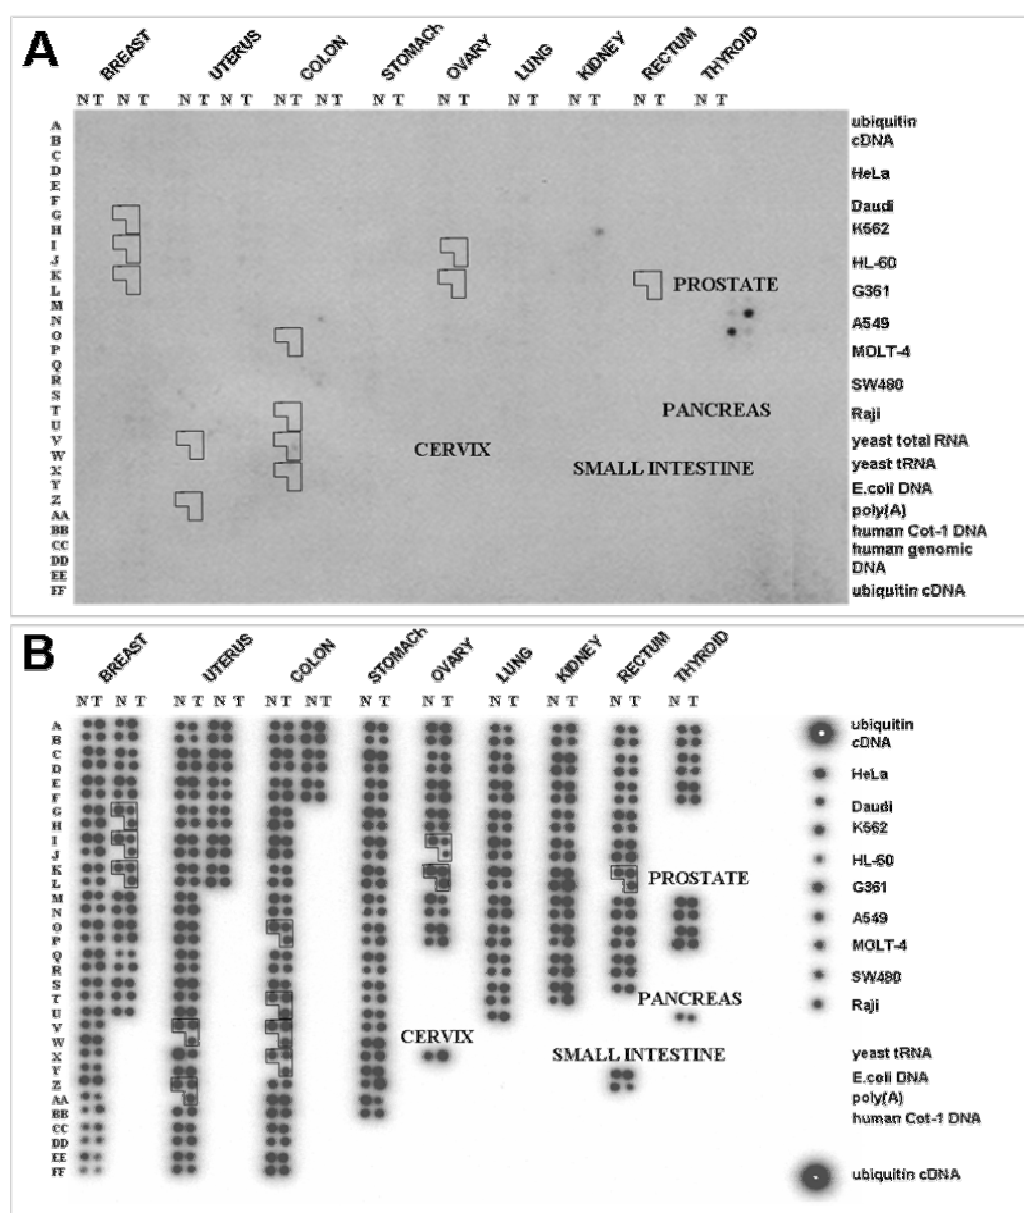 A
BREAST UTERUS COLON STOMACH OVARY LUNG KIDNEY RECTUM THYROID
N T N T N T N T N T N T N T N T N T N T N T N T
A
B
C
D
E
F
G
H
I
J
K
L
M
N
O
P
Q
R
S
T
U
V
W
X
Y
Z
AA
BB
CC
DD
EE
FF
PROSTATE
PANCREAS
CERVIX
SMALL INTESTINE
ubiquitin
cDNA
HeLa
Daudi
K562
HL-60
G361
A549
MOLT-4
SW480
Raji
yeast total RNA
yeast tRNA
E.coli DNA
poly(A)
human Cot-1 DNA
human genomic
DNA
ubiquitin cDNA
B
BREAST UTERUS COLON STOMACH OVARY LUNG KIDNEY RECTUM THYROID
N T N T N T N T N T N T N T N T N T N T N T N T
A
B
C
D
E
F
G
H
I
J
K
L
M
N
O
P
Q
R
S
T
U
V
W
X
Y
Z
AA
BB
CC
DD
EE
FF
PROSTATE
PANCREAS
CERVIX
SMALL INTESTINE
ubiquitin
cDNA
HeLa
Daudi
K562
HL-60
G361
A549
MOLT-4
SW480
Raji
yeast tRNA
E.coli DNA
poly(A)
human Cot-1 DNA
ubiquitin cDNA